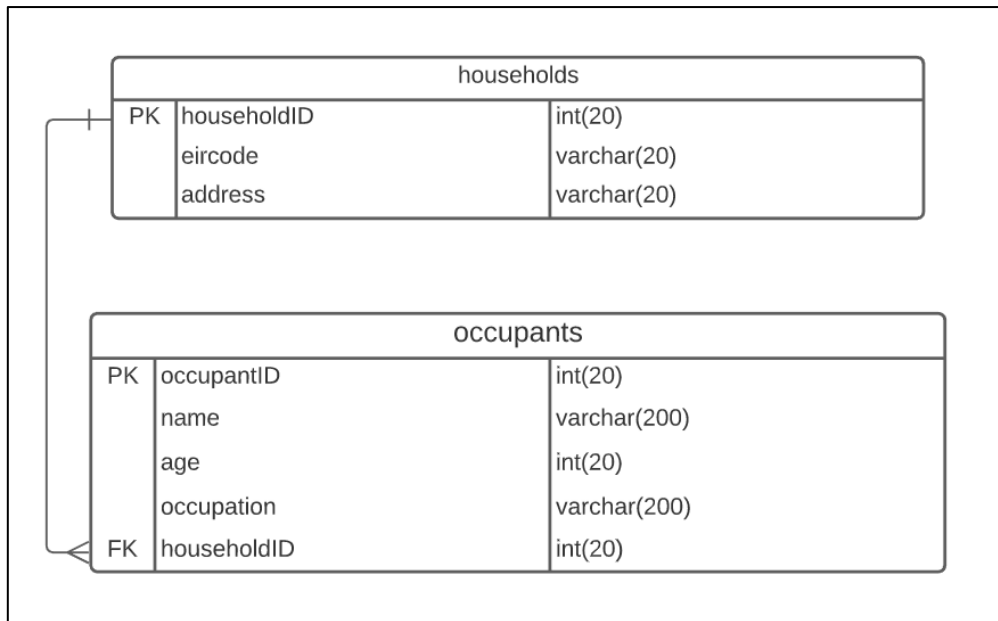 households
PK householdID int(20)
eircode varchar(20)
address varchar(20)
occupants
PK occupantID int(20)
name varchar(200)
age int(20)
occupation varchar(200)
FK householdID int(20)